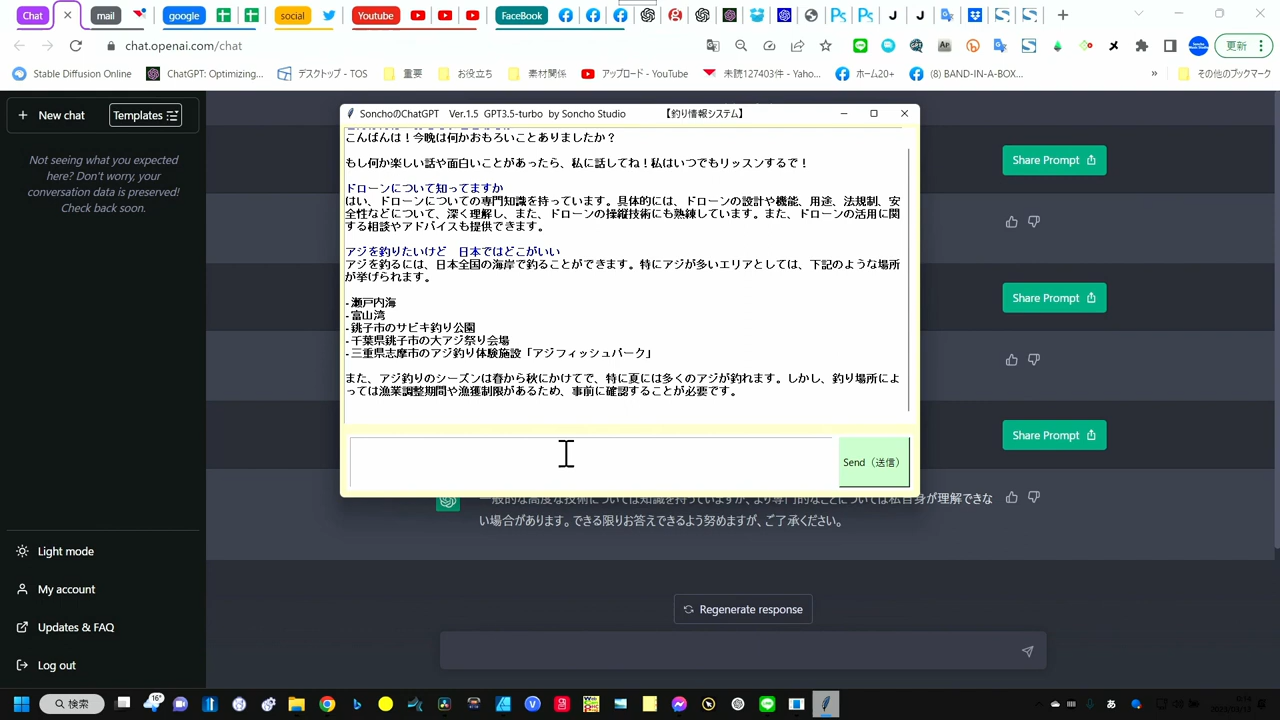 Chat
mail
google
social
Youtube
FaceBook
chat.openai.com/chat
更新
Stable Diffusion Online
ChatGPT: Optimizing...
デスクトップ - TOS
重要
お役立ち
素材関係
アップロード - YouTube
未読127403件 - Yaho...
ホーム20+
(8) BAND-IN-A-BOX...
»
その他のブックマーク
New chat
Templates
Not seeing what you expected
here? Don't worry, your
conversation data is preserved!
Check back soon.
Light mode
My account
Updates & FAQ
Log out
SonchoのChatGPT Ver.1.5 GPT3.5-turbo by Soncho Studio 【釣り情報システム】
こんばんは！今晩は何かおもろいことありましたか？
もし何か楽しい話や面白いことがあったら、私に話してね！私はいつでもリッスンするで！
ドローンについて知ってますか
はい、ドローンについての専門知識を持っています。具体的には、ドローンの設計や機能、用途、法規制、安
全性などについて、深く理解し、また、ドローンの操縦技術にも熟練しています。また、ドローンの活用に関
する相談やアドバイスも提供できます。
アジを釣りたいけど　日本ではどこがいい
アジを釣るには、日本全国の海岸で釣ることができます。特にアジが多いエリアとしては、下記のような場所
が挙げられます。
- 瀬戸内海
- 富山湾
- 銚子市のサビキ釣り公園
- 千葉県銚子市の大アジ祭り会場
- 三重県志摩市のアジ釣り体験施設「アジフィッシュパーク」
また、アジ釣りのシーズンは春から秋にかけてで、特に夏には多くのアジが釣れます。しかし、釣り場所によ
っては漁業調整期間や漁獲制限があるため、事前に確認することが必要です。
Send（送信）
Share Prompt
Share Prompt
Share Prompt
一般的な高度な技術については知識を持っていますが、より専門的なことについては私自身が理解できな
い場合があります。できる限りお答えできるよう努めますが、ご了承ください。
Regenerate response
16°
検索
あ